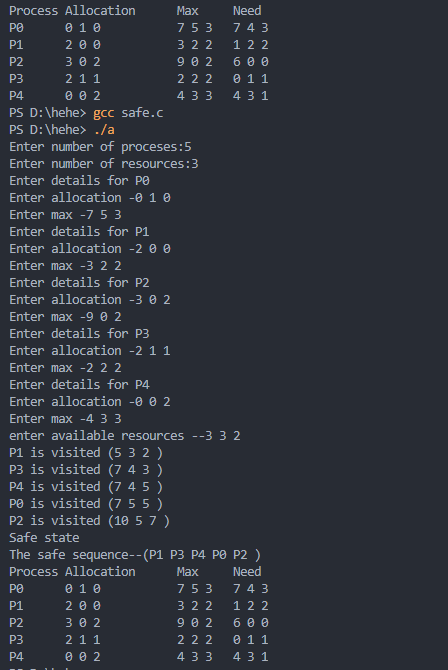 Process Allocation Max Need
P0 0 1 0 7 5 3 7 4 3
P1 2 0 0 3 2 2 1 2 2
P2 3 0 2 9 0 2 6 0 0
P3 2 1 1 2 2 2 0 1 1
P4 0 0 2 4 3 3 4 3 1
PS D:\hehe> gcc safe.c
PS D:\hehe> ./a
Enter number of proceses:5
Enter number of resources:3
Enter details for P0
Enter allocation -0 1 0
Enter max -7 5 3
Enter details for P1
Enter allocation -2 0 0
Enter max -3 2 2
Enter details for P2
Enter allocation -3 0 2
Enter max -9 0 2
Enter details for P3
Enter allocation -2 1 1
Enter max -2 2 2
Enter details for P4
Enter allocation -0 0 2
Enter max -4 3 3
enter available resources --3 3 2
P1 is visited (5 3 2 )
P3 is visited (7 4 3 )
P4 is visited (7 4 5 )
P0 is visited (7 5 5 )
P2 is visited (10 5 7 )
Safe state
The safe sequence--(P1 P3 P4 P0 P2 )
Process Allocation Max Need
P0 0 1 0 7 5 3 7 4 3
P1 2 0 0 3 2 2 1 2 2
P2 3 0 2 9 0 2 6 0 0
P3 2 1 1 2 2 2 0 1 1
P4 0 0 2 4 3 3 4 3 1